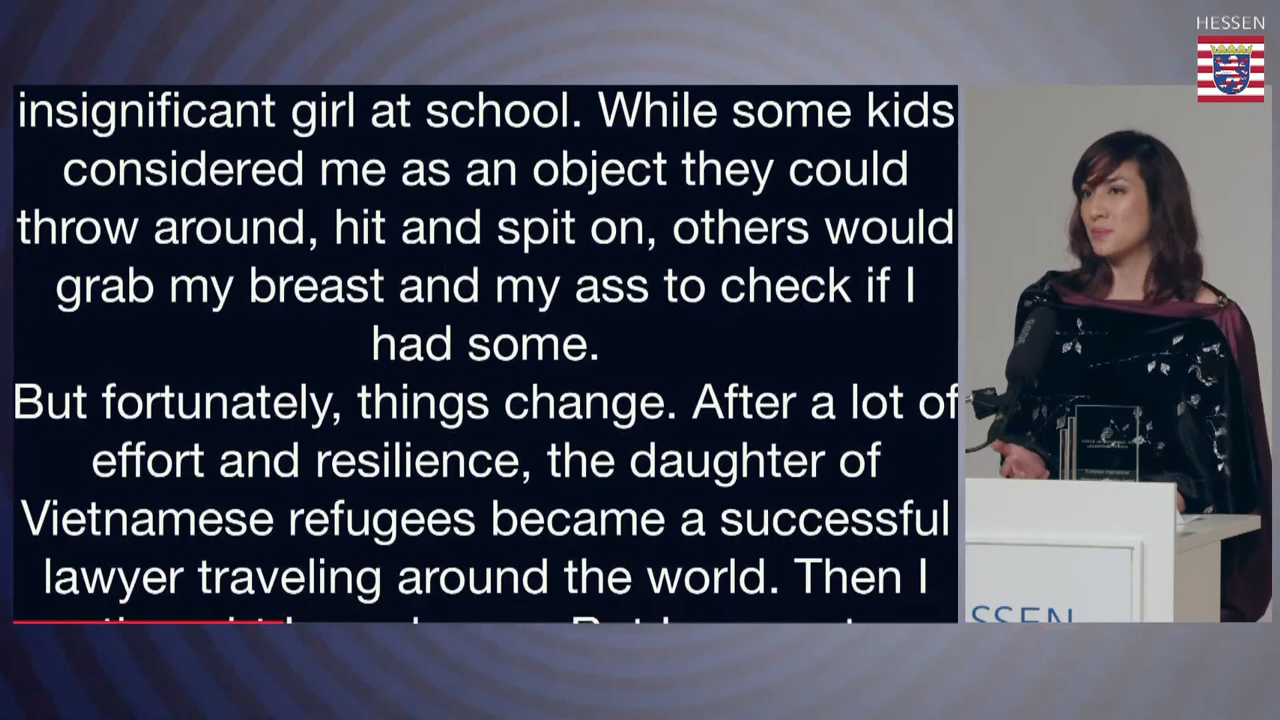 HESSEN
insignificant girl at school. While some kids
considered me as an object they could
throw around, hit and spit on, others would
grab my breast and my ass to check if I
had some.
But fortunately, things change. After a lot of
effort and resilience, the daughter of
Vietnamese refugees became a successful
lawyer traveling around the world. Then I
SSEN